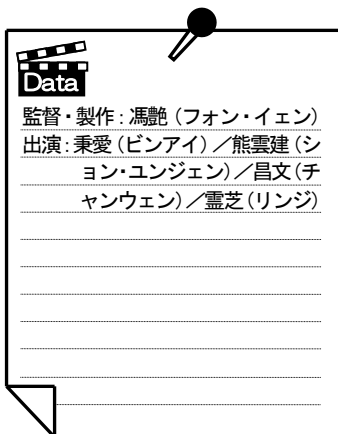 Data
監督・製作：馮艶（フォン・イェン）
出演：秉愛（ビンアイ）／熊雲建（シ
ョン・ユンジェン）／昌文（チ
ャンウェン）／霊芝（リンジ）